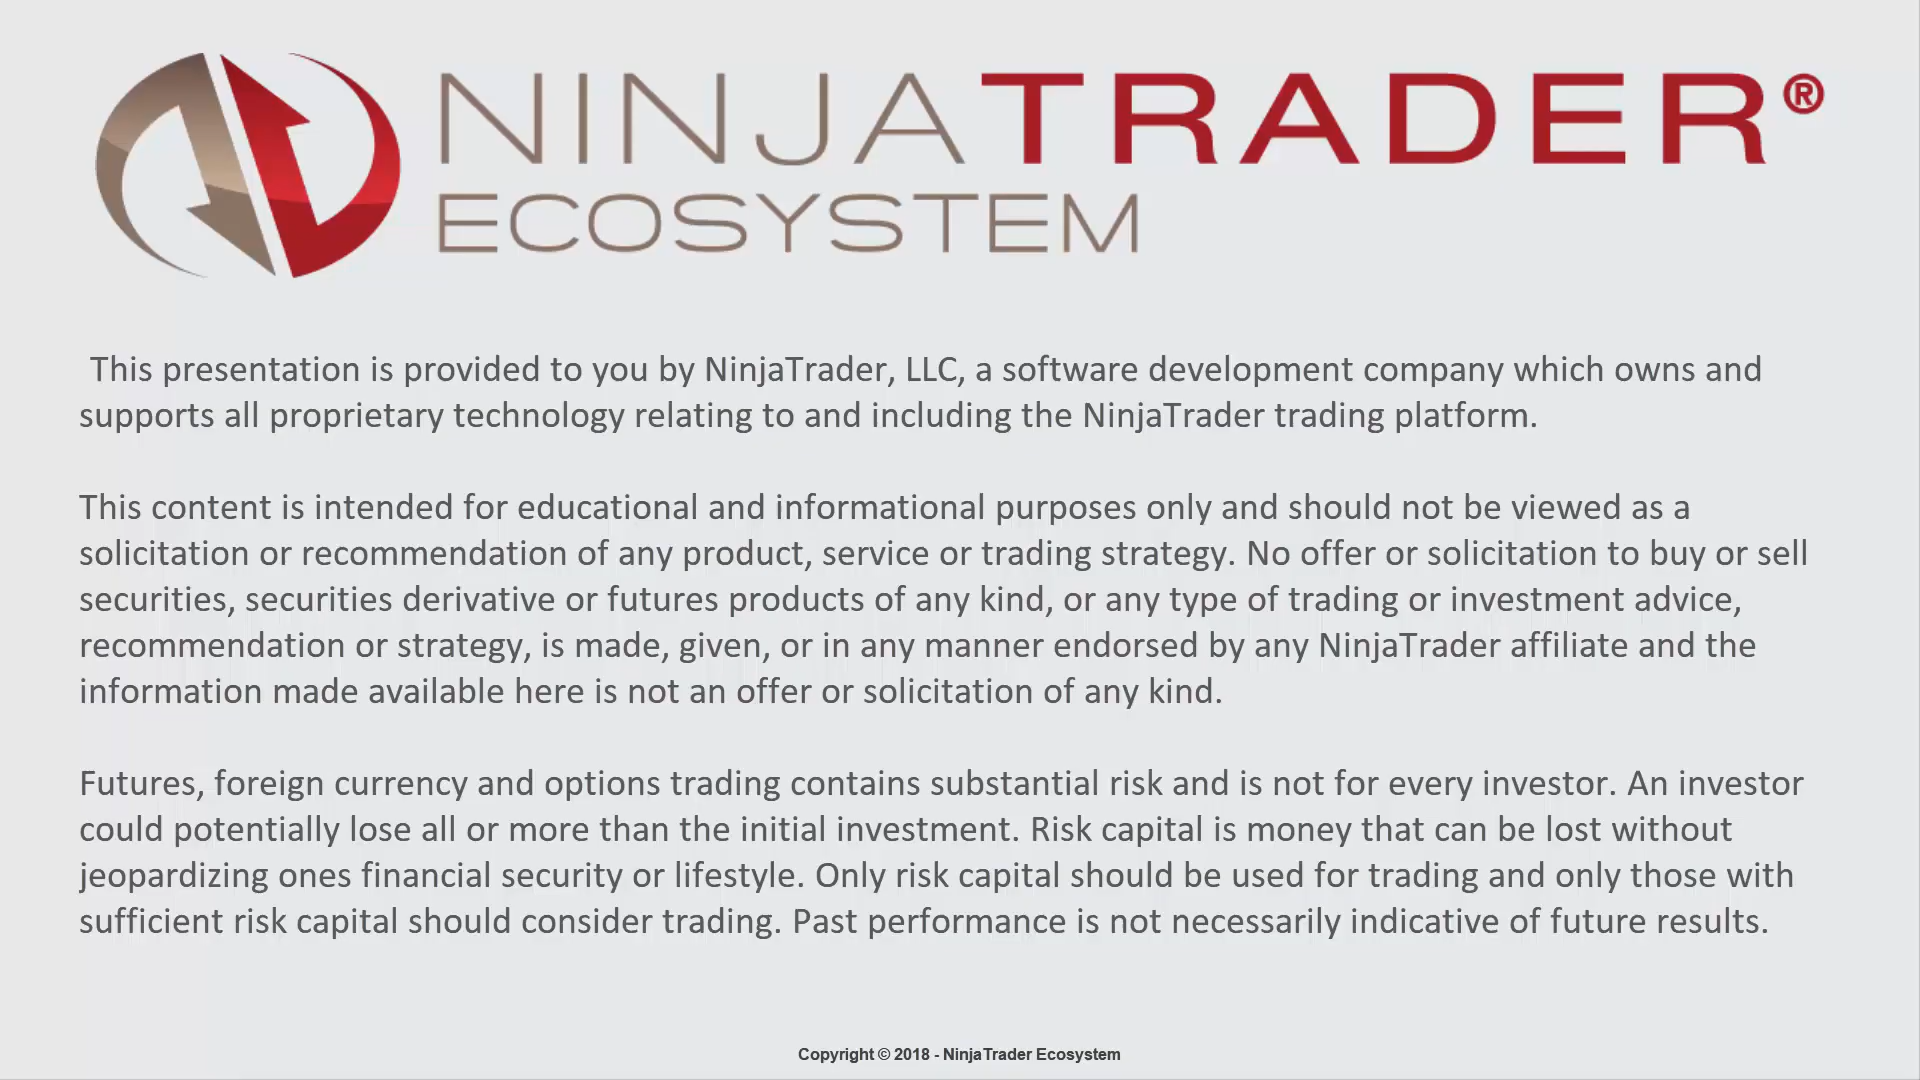 NINJATRADER®
ECOSYSTEM
This presentation is provided to you by NinjaTrader, LLC, a software development company which owns and
supports all proprietary technology relating to and including the NinjaTrader trading platform.
This content is intended for educational and informational purposes only and should not be viewed as a
solicitation or recommendation of any product, service or trading strategy. No offer or solicitation to buy or sell
securities, securities derivative or futures products of any kind, or any type of trading or investment advice,
recommendation or strategy, is made, given, or in any manner endorsed by any NinjaTrader affiliate and the
information made available here is not an offer or solicitation of any kind.
Futures, foreign currency and options trading contains substantial risk and is not for every investor. An investor
could potentially lose all or more than the initial investment. Risk capital is money that can be lost without
jeopardizing ones financial security or lifestyle. Only risk capital should be used for trading and only those with
sufficient risk capital should consider trading. Past performance is not necessarily indicative of future results.
Copyright © 2018 - NinjaTrader Ecosystem